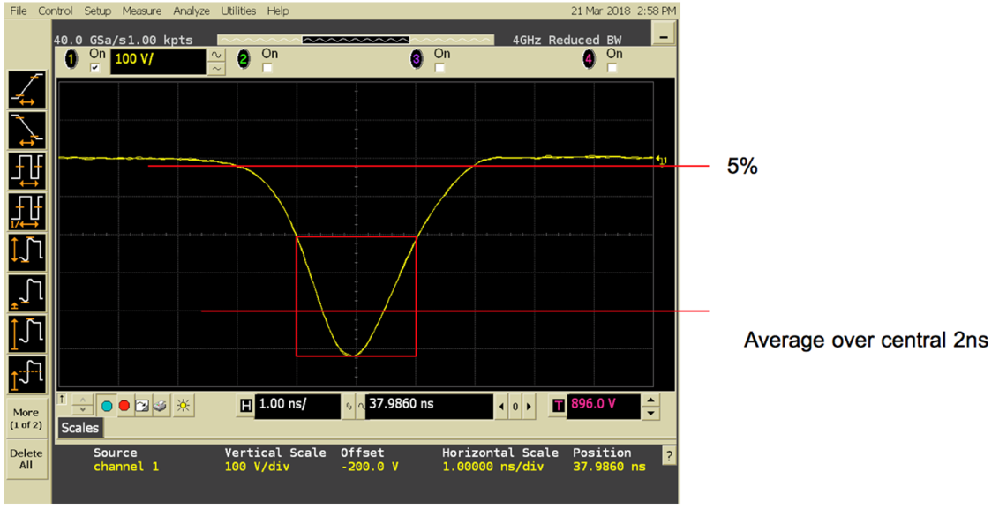 File Control Setup Measure Analyze Utilities Help 21 Mar 2018 2:58 PM
40.0 GSa/s 1.00 kpts 4GHz Reduced BW
1 On 100 V/ 2 On 3 On 4 On
5%
Average over central 2ns
1/
More
(1 of 2)
Delete
All
H 1.00 ns/ 37.9860 ns 0 T 896.0 V
Scales
Source Vertical Scale Offset Horizontal Scale Position ?
channel 1 100 V/div -200.0 V 1.00000 ns/div 37.9860 ns